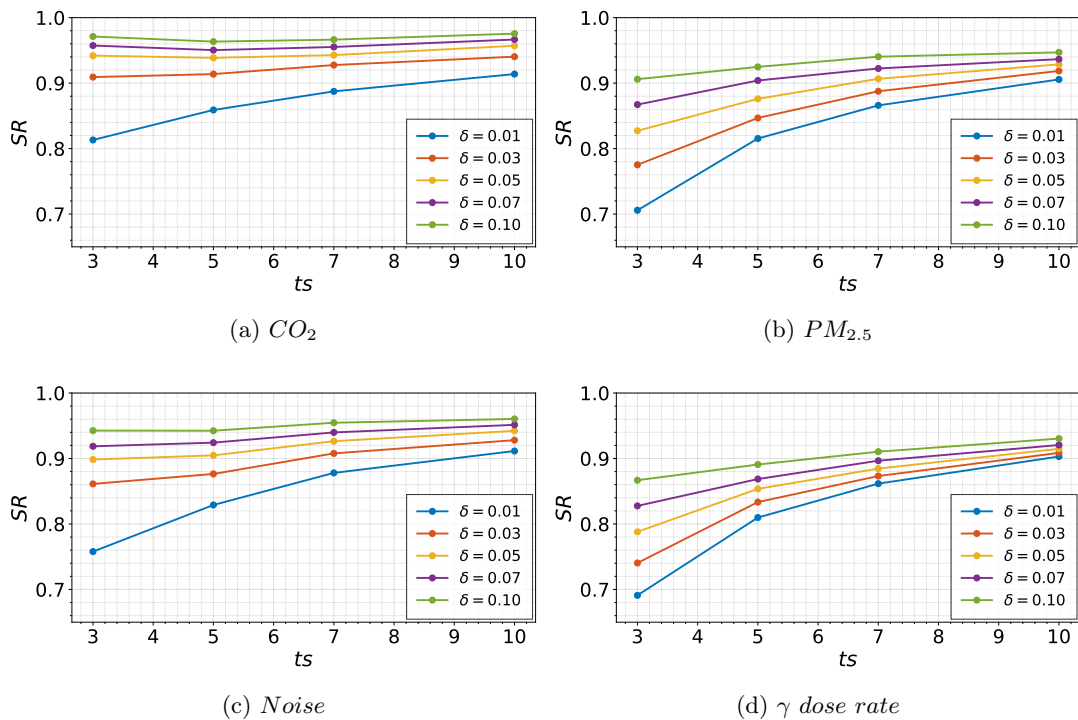 1.0
0.9
0.8
0.7
SR
3 4 5 6 7 8 9 10
ts
δ = 0.01
δ = 0.03
δ = 0.05
δ = 0.07
δ = 0.10
(a) CO₂
1.0
0.9
0.8
0.7
SR
3 4 5 6 7 8 9 10
ts
δ = 0.01
δ = 0.03
δ = 0.05
δ = 0.07
δ = 0.10
(b) PM₂.₅
1.0
0.9
0.8
0.7
SR
3 4 5 6 7 8 9 10
ts
δ = 0.01
δ = 0.03
δ = 0.05
δ = 0.07
δ = 0.10
(c) Noise
1.0
0.9
0.8
0.7
SR
3 4 5 6 7 8 9 10
ts
δ = 0.01
δ = 0.03
δ = 0.05
δ = 0.07
δ = 0.10
(d) γ dose rate